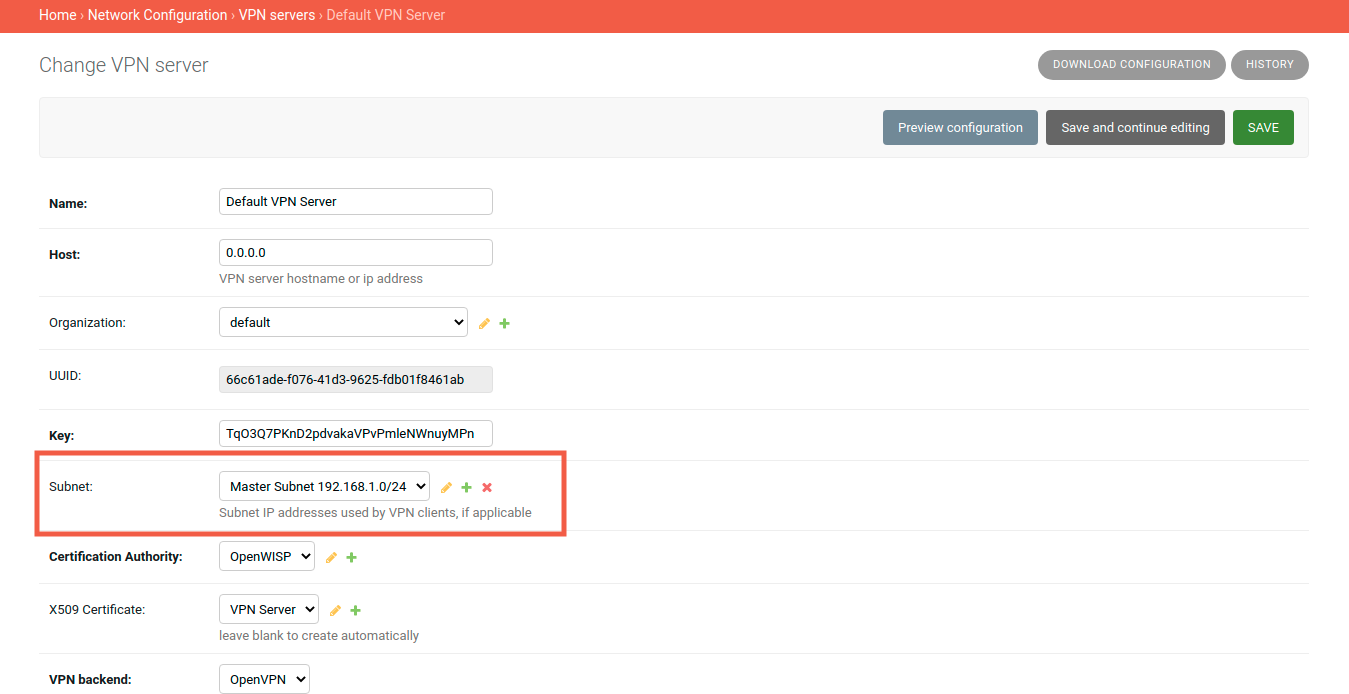 Home › Network Configuration › VPN servers › Default VPN Server
Change VPN server
DOWNLOAD CONFIGURATION
HISTORY
Preview configuration
Save and continue editing
SAVE
Name:
Default VPN Server
Host:
0.0.0.0
VPN server hostname or ip address
Organization:
default
UUID:
66c61ade-f076-41d3-9625-fdb01f8461ab
Key:
TqO3Q7PKnD2pdvakaVPvPmleNWnuyMPn
Subnet:
Master Subnet 192.168.1.0/24
Subnet IP addresses used by VPN clients, if applicable
Certification Authority:
OpenWISP
X509 Certificate:
VPN Server
leave blank to create automatically
VPN backend:
OpenVPN